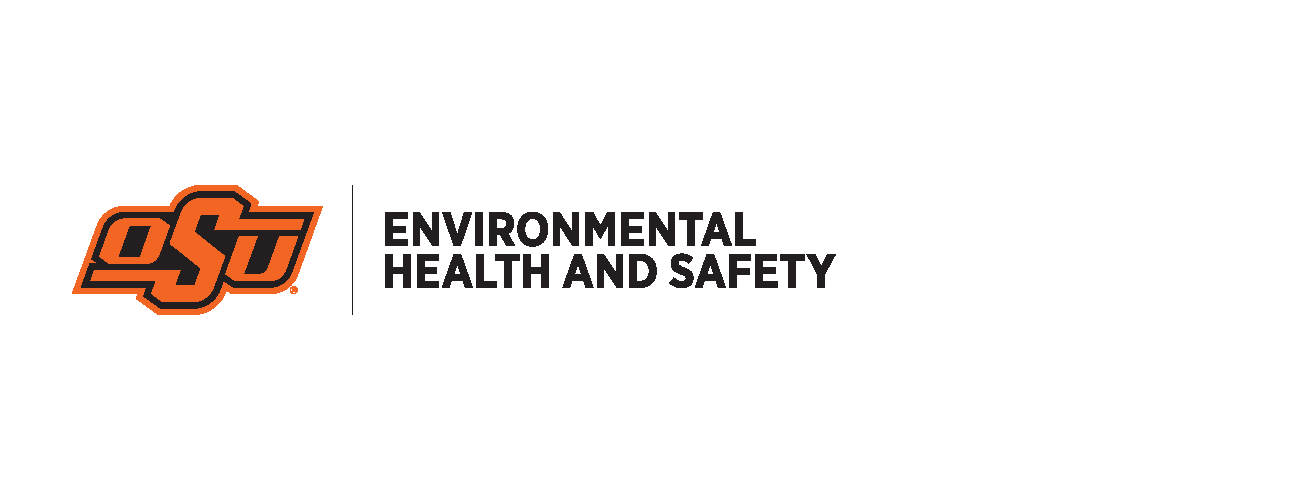 OSU
ENVIRONMENTAL
HEALTH AND SAFETY